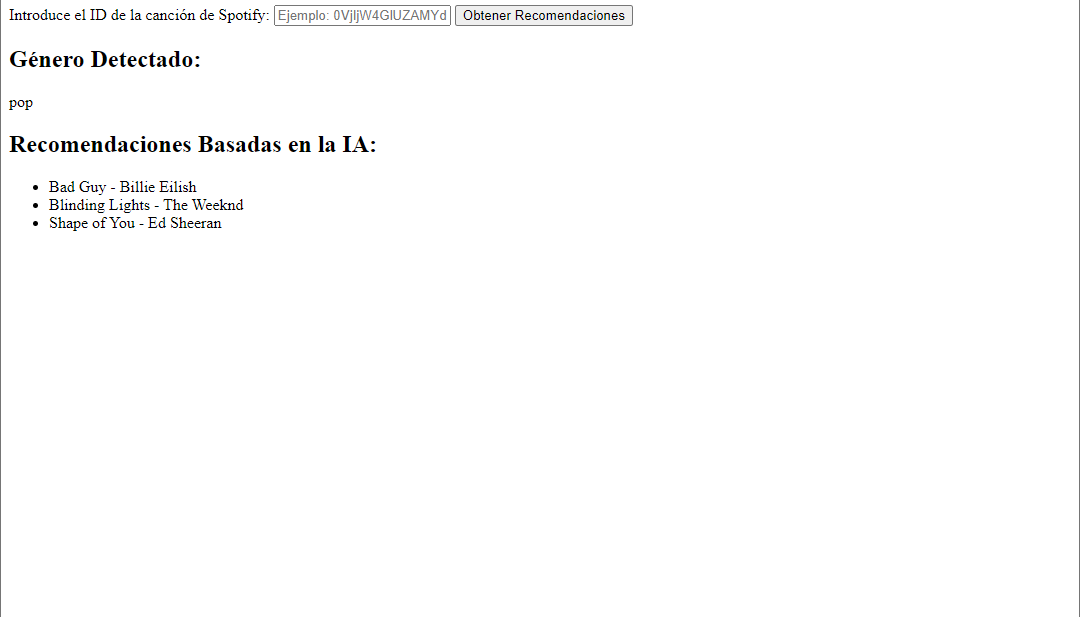 Introduce el ID de la canción de Spotify: Ejemplo: 0VjIjW4GlUZAMYd Obtener Recomendaciones
Género Detectado:
pop
Recomendaciones Basadas en la IA:
• Bad Guy - Billie Eilish
• Blinding Lights - The Weeknd
• Shape of You - Ed Sheeran